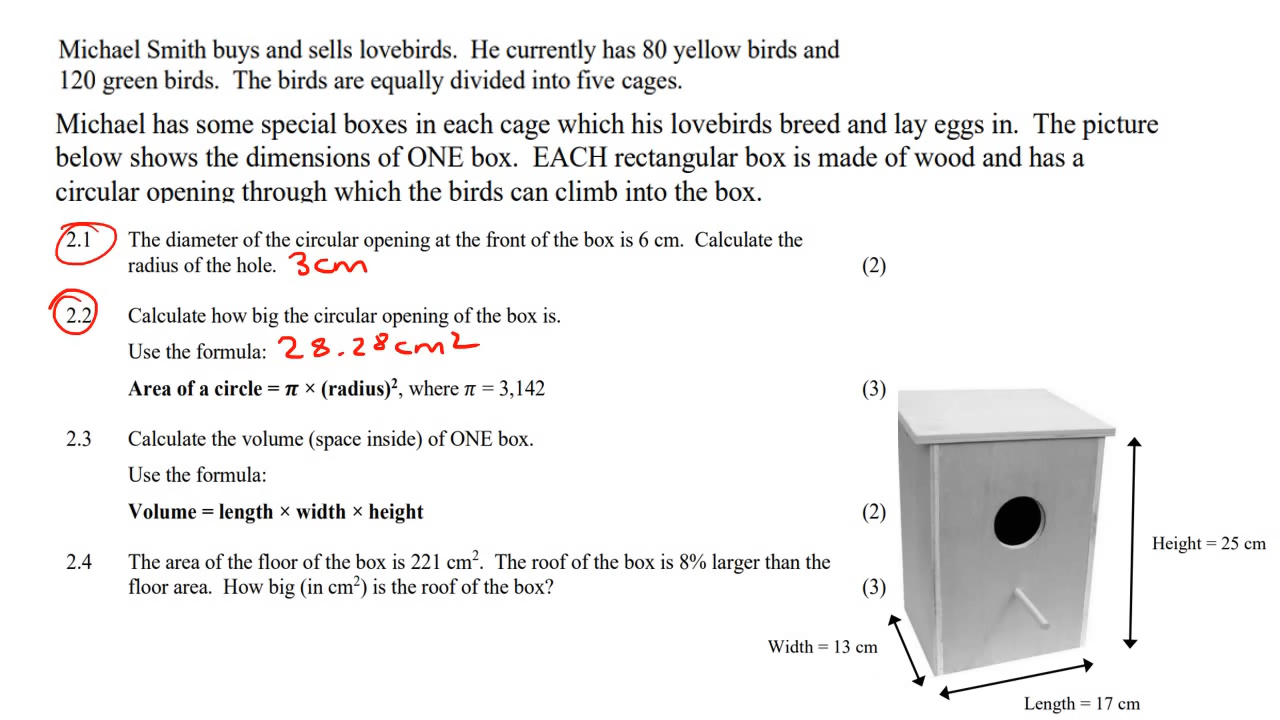 Michael Smith buys and sells lovebirds. He currently has 80 yellow birds and
120 green birds. The birds are equally divided into five cages.
Michael has some special boxes in each cage which his lovebirds breed and lay eggs in. The picture
below shows the dimensions of ONE box. EACH rectangular box is made of wood and has a
circular opening through which the birds can climb into the box.
2.1 The diameter of the circular opening at the front of the box is 6 cm. Calculate the
radius of the hole. 3cm (2)
2.2 Calculate how big the circular opening of the box is.
Use the formula: 28.28cm2
Area of a circle = π × (radius)², where π = 3,142 (3)
2.3 Calculate the volume (space inside) of ONE box.
Use the formula:
Volume = length × width × height (2)
2.4 The area of the floor of the box is 221 cm². The roof of the box is 8% larger than the
floor area. How big (in cm²) is the roof of the box? (3)
Height = 25 cm
Width = 13 cm
Length = 17 cm